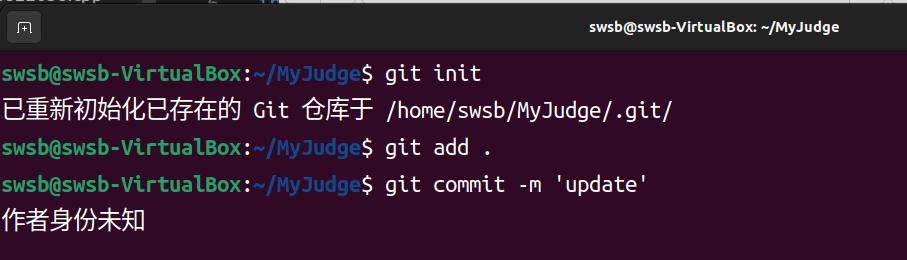 swsb@swsb-VirtualBox: ~/MyJudge
swsb@swsb-VirtualBox:~/MyJudge$ git init
已重新初始化已存在的 Git 仓库于 /home/swsb/MyJudge/.git/
swsb@swsb-VirtualBox:~/MyJudge$ git add .
swsb@swsb-VirtualBox:~/MyJudge$ git commit -m 'update'
作者身份未知